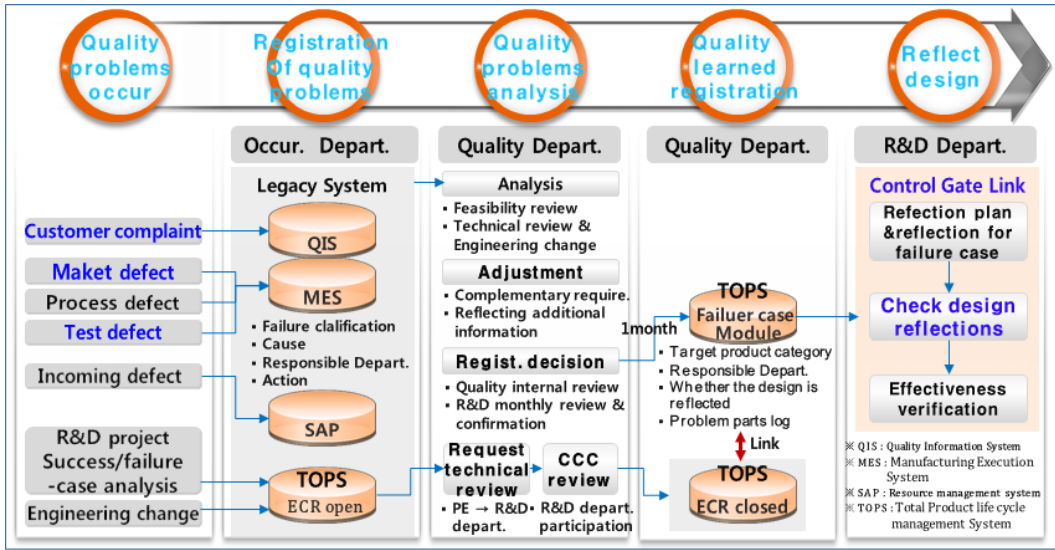 Quality
problems
occur
Registration
Of quality
problems
Quality
problems
analysis
Quality
learned
registration
Reflect
design
Occur. Depart.
Quality Depart.
Quality Depart.
R&D Depart.
Customer complaint
Maket defect
Process defect
Test defect
Incoming defect
R&D project
Success/failure
-case analysis
Engineering change
Legacy System
QIS
MES
▪ Failure clalification
▪ Cause
▪ Responsible Depart.
▪ Action
SAP
TOPS
ECR open
Analysis
▪ Feasibility review
▪ Technical review &
Engineering change
Adjustment
▪ Complementary require.
▪ Reflecting additional
information
Regist. decision
▪ Quality internal review
▪ R&D monthly review &
confirmation
Request
technical
review
▪ PE → R&D
depart.
CCC
review
▪ R&D depart.
participation
1month
TOPS
Failuer case
Module
▪ Target product category
▪ Responsible Depart.
▪ Whether the design is
reflected
▪ Problem parts log
Link
TOPS
ECR closed
Control Gate Link
Refection plan
&reflection for
failure case
Check design
reflections
Effectiveness
verification
※ QIS : Quality Information System
※ MES : Manufacturing Execution
System
※ SAP : Resource management system
※ TOPS : Total Product life cycle
management System